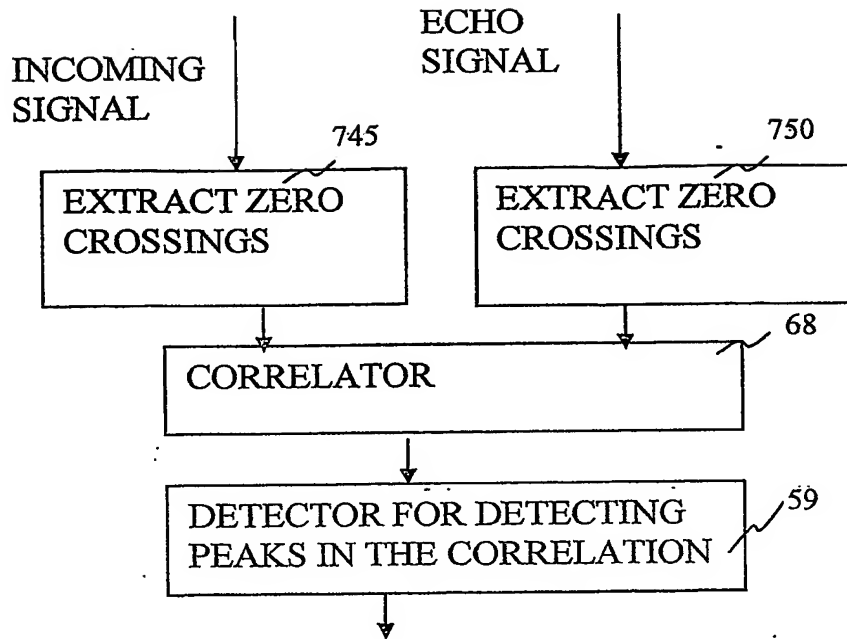 INCOMING
SIGNAL
ECHO
SIGNAL
745
750
EXTRACT ZERO
CROSSINGS
EXTRACT ZERO
CROSSINGS
68
CORRELATOR
59
DETECTOR FOR DETECTING
PEAKS IN THE CORRELATION